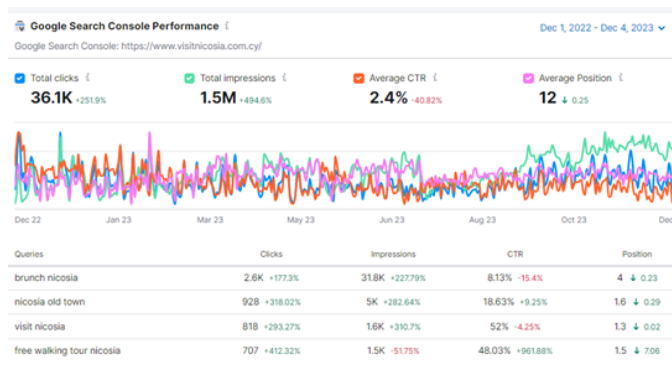 Google Search Console Performance i
Dec 1, 2022 - Dec 4, 2023
Google Search Console: https://www.visitnicosia.com.cy/
Total clicks i Total impressions i Average CTR i Average Position i
36.1K +251.9% 1.5M +494.6% 2.4% -40.82% 12 ↓ 0.25
Dec 22 Jan 23 Mar 23 May 23 Jun 23 Aug 23 Oct 23 Dec
Queries Clicks Impressions CTR Position
brunch nicosia 2.6K +177.3% 31.8K +227.79% 8.13% -15.4% 4 ↓ 0.23
nicosia old town 928 +318.02% 5K +282.64% 18.63% +9.25% 1.6 ↓ 0.29
visit nicosia 818 +293.27% 1.6K +310.7% 52% -4.25% 1.3 ↓ 0.02
free walking tour nicosia 707 +412.32% 1.5K -51.75% 48.03% +961.88% 1.5 ↓ 7.06